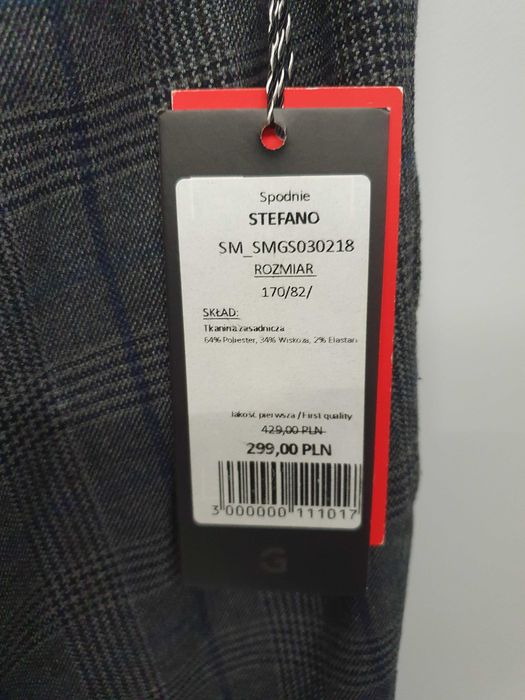 Spodnie
STEFANO
SM_SMGS030218
ROZMIAR
170/82/
SKŁAD:
Tkanina zasadnicza
64% Poliester, 34% Wiskoza, 2% Elastan
Jakość pierwsza / First quality
429,00 PLN
299,00 PLN
3 000000 111017
G